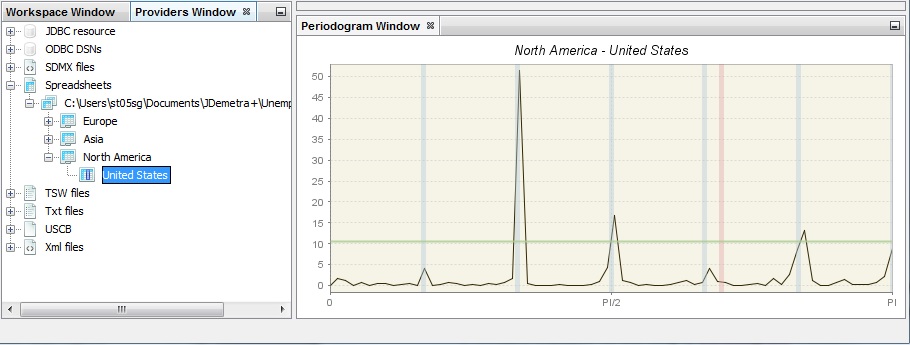 Workspace Window
Providers Window
JDBC resource
ODBC DSNs
SDMX files
Spreadsheets
C:\Users\st05sg\Documents\JDemetra+\Unemp
Europe
Asia
North America
United States
TSW files
Txt files
USCB
Xml files
Periodogram Window
North America - United States
50
45
40
35
30
25
20
15
10
5
0
0
PI/2
PI